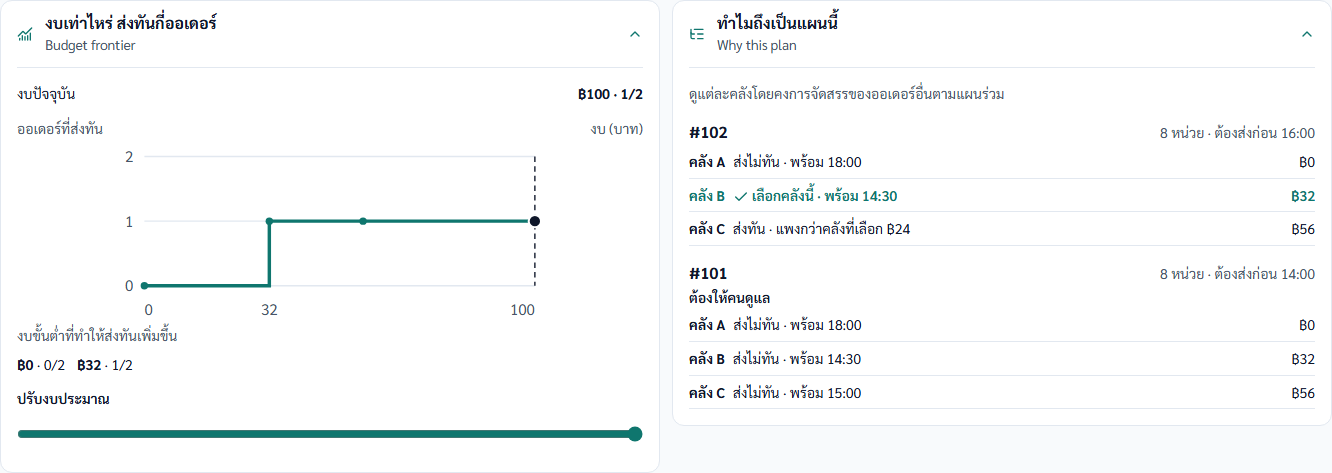 งบเท่าไหร่ ส่งทันกี่ออเดอร์
Budget frontier
งบปัจจุบัน ฿100 · 1/2
ออเดอร์ที่ส่งทัน งบ (บาท)
2
1
0
0 32 100
งบขั้นต่ำที่ทำให้ส่งทันเพิ่มขึ้น
฿0 · 0/2 ฿32 · 1/2
ปรับงบประมาณ
ทำไมถึงเป็นแผนนี้
Why this plan
ดูแต่ละคลังโดยคงการจัดสรรของออเดอร์อื่นตามแผนร่วม
#102 8 หน่วย · ต้องส่งก่อน 16:00
คลัง A ส่งไม่ทัน · พร้อม 18:00 ฿0
คลัง B ✓ เลือกคลังนี้ · พร้อม 14:30 ฿32
คลัง C ส่งทัน · แพงกว่าคลังที่เลือก ฿24 ฿56
#101 8 หน่วย · ต้องส่งก่อน 14:00
ต้องให้คนดูแล
คลัง A ส่งไม่ทัน · พร้อม 18:00 ฿0
คลัง B ส่งไม่ทัน · พร้อม 14:30 ฿32
คลัง C ส่งไม่ทัน · พร้อม 15:00 ฿56